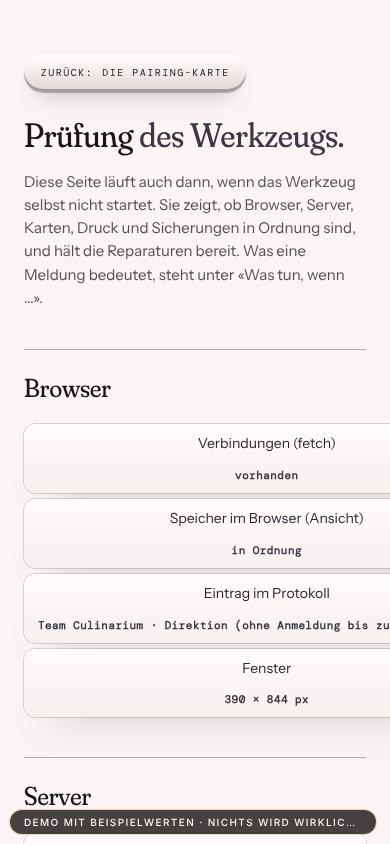 ZURÜCK: DIE PAIRING-KARTE
Prüfung des Werkzeugs.
Diese Seite läuft auch dann, wenn das Werkzeug
selbst nicht startet. Sie zeigt, ob Browser, Server,
Karten, Druck und Sicherungen in Ordnung sind,
und hält die Reparaturen bereit. Was eine
Meldung bedeutet, steht unter «Was tun, wenn
…».
Browser
Verbindungen (fetch)
vorhanden
Speicher im Browser (Ansicht)
in Ordnung
Eintrag im Protokoll
Team Culinarium · Direktion (ohne Anmeldung bis zu
Fenster
390 × 844 px
Server
DEMO MIT BEISPIELWERTEN · NICHTS WIRD WIRKLIC…